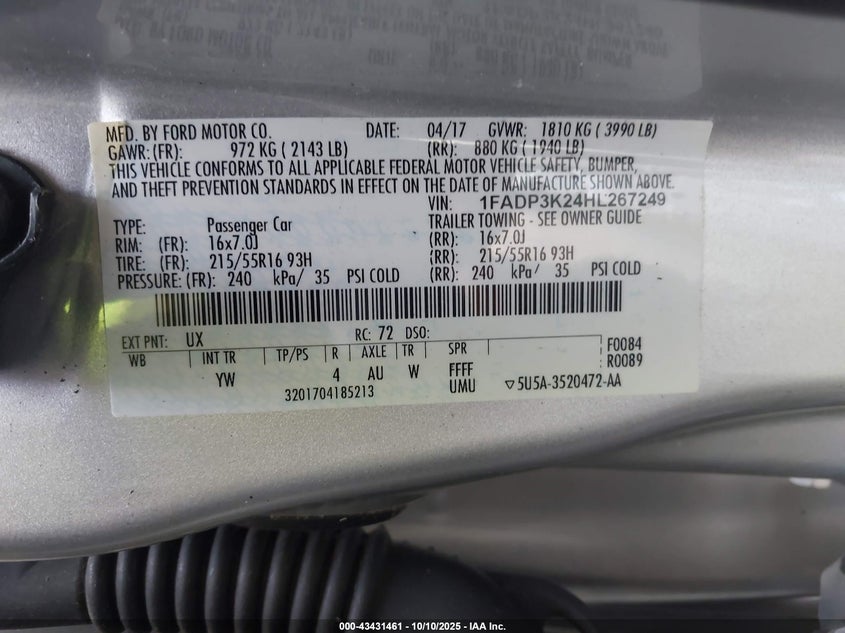 MFD. BY FORD MOTOR CO. DATE: 04/17 GVWR: 1810 KG ( 3990 LB)
GAWR: (FR): 972 KG ( 2143 LB) (RR): 880 KG ( 1940 LB)
THIS VEHICLE CONFORMS TO ALL APPLICABLE FEDERAL MOTOR VEHICLE SAFETY, BUMPER,
AND THEFT PREVENTION STANDARDS IN EFFECT ON THE DATE OF MANUFACTURE SHOWN ABOVE.
VIN: 1FADP3K24HL267249
TYPE: Passenger Car TRAILER TOWING - SEE OWNER GUIDE
RIM: (FR): 16x7.0J (RR): 16x7.0J
TIRE: (FR): 215/55R16 93H (RR): 215/55R16 93H
PRESSURE: (FR): 240 kPa/ 35 PSI COLD (RR): 240 kPa/ 35 PSI COLD
EXT PNT: UX RC: 72 DSO: F0084
WB INT TR TP/PS R AXLE TR SPR R0089
YW 4 AU W FFFF
3201704185213 UMU ▽5U5A-3520472-AA
000-43431461 - 10/10/2025 - IAA Inc.